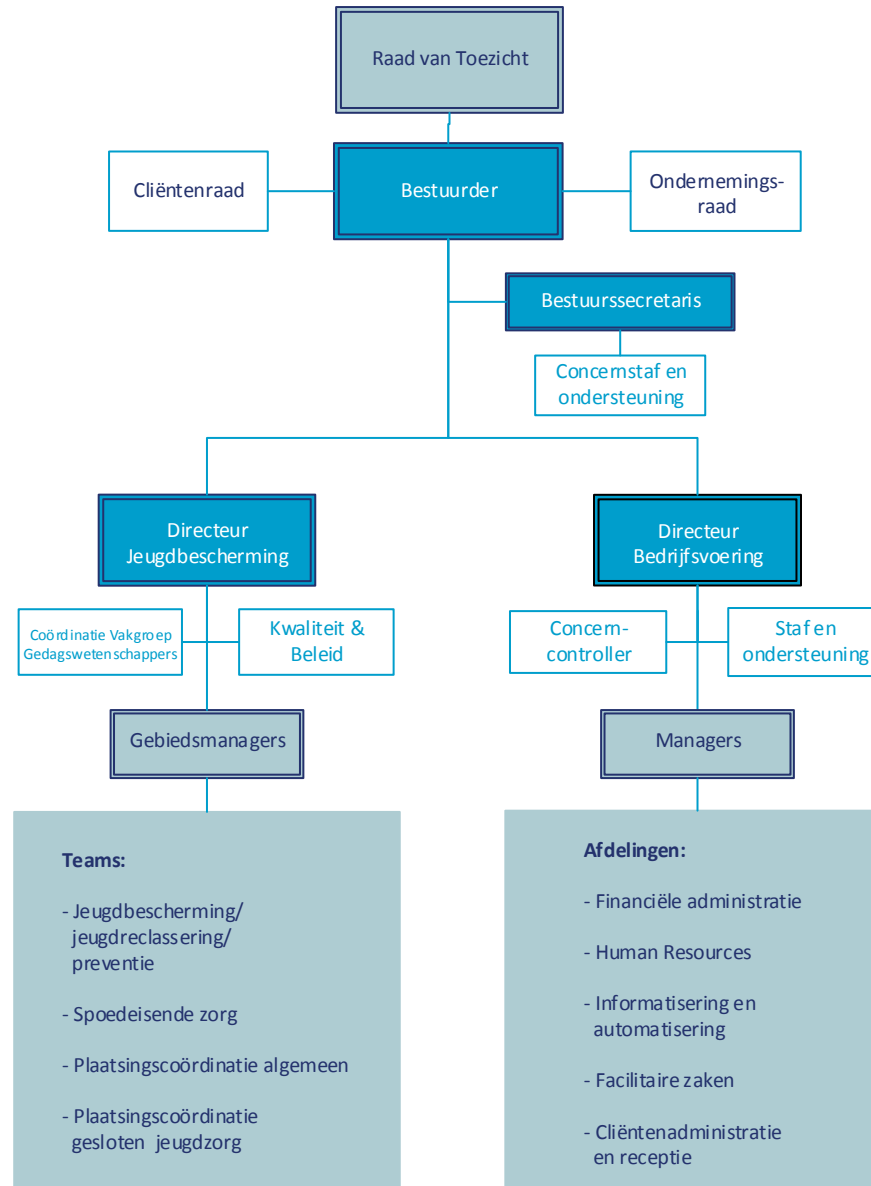 Raad van Toezicht
Cliëntenraad
Bestuurder
Ondernemings-
raad
Bestuurssecretaris
Concernstaf en
ondersteuning
Directeur
Jeugdbescherming
Directeur
Bedrijfsvoering
Coördinatie Vakgroep
Gedagswetenschappers
Kwaliteit &
Beleid
Concern-
controller
Staf en
ondersteuning
Gebiedsmanagers
Managers
Teams:
- Jeugdbescherming/
jeugdreclassering/
preventie
- Spoedeisende zorg
- Plaatsingscoördinatie algemeen
- Plaatsingscoördinatie
gesloten jeugdzorg
Afdelingen:
- Financiële administratie
- Human Resources
- Informatisering en
automatisering
- Facilitaire zaken
- Cliëntenadministratie
en receptie